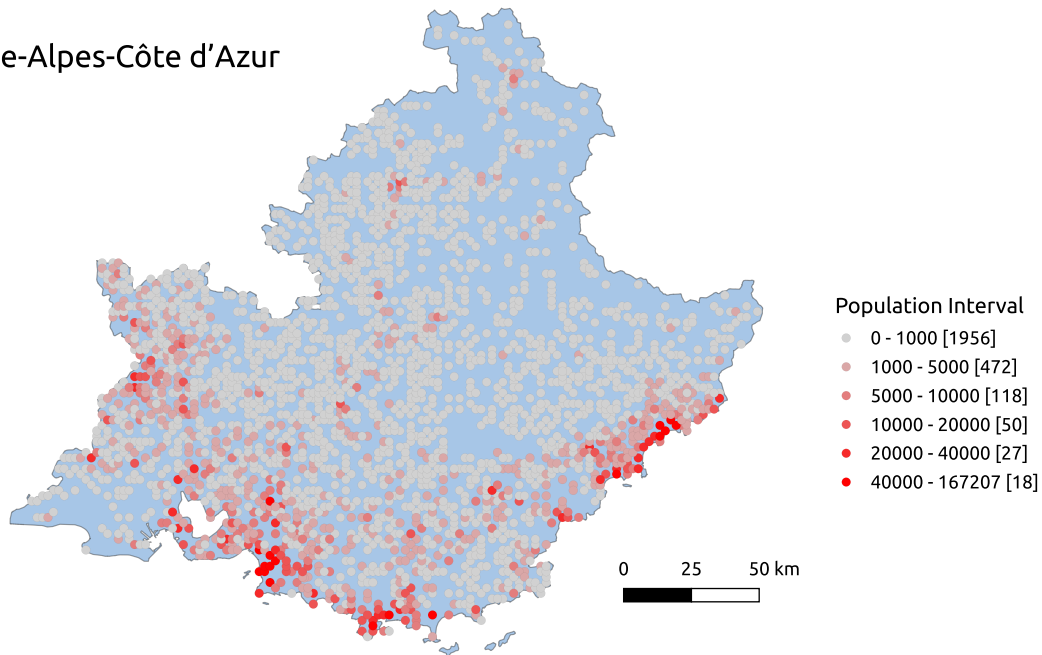 e-Alpes-Côte d’Azur
Population Interval
0 - 1000 [1956]
1000 - 5000 [472]
5000 - 10000 [118]
10000 - 20000 [50]
20000 - 40000 [27]
40000 - 167207 [18]
0 25 50 km